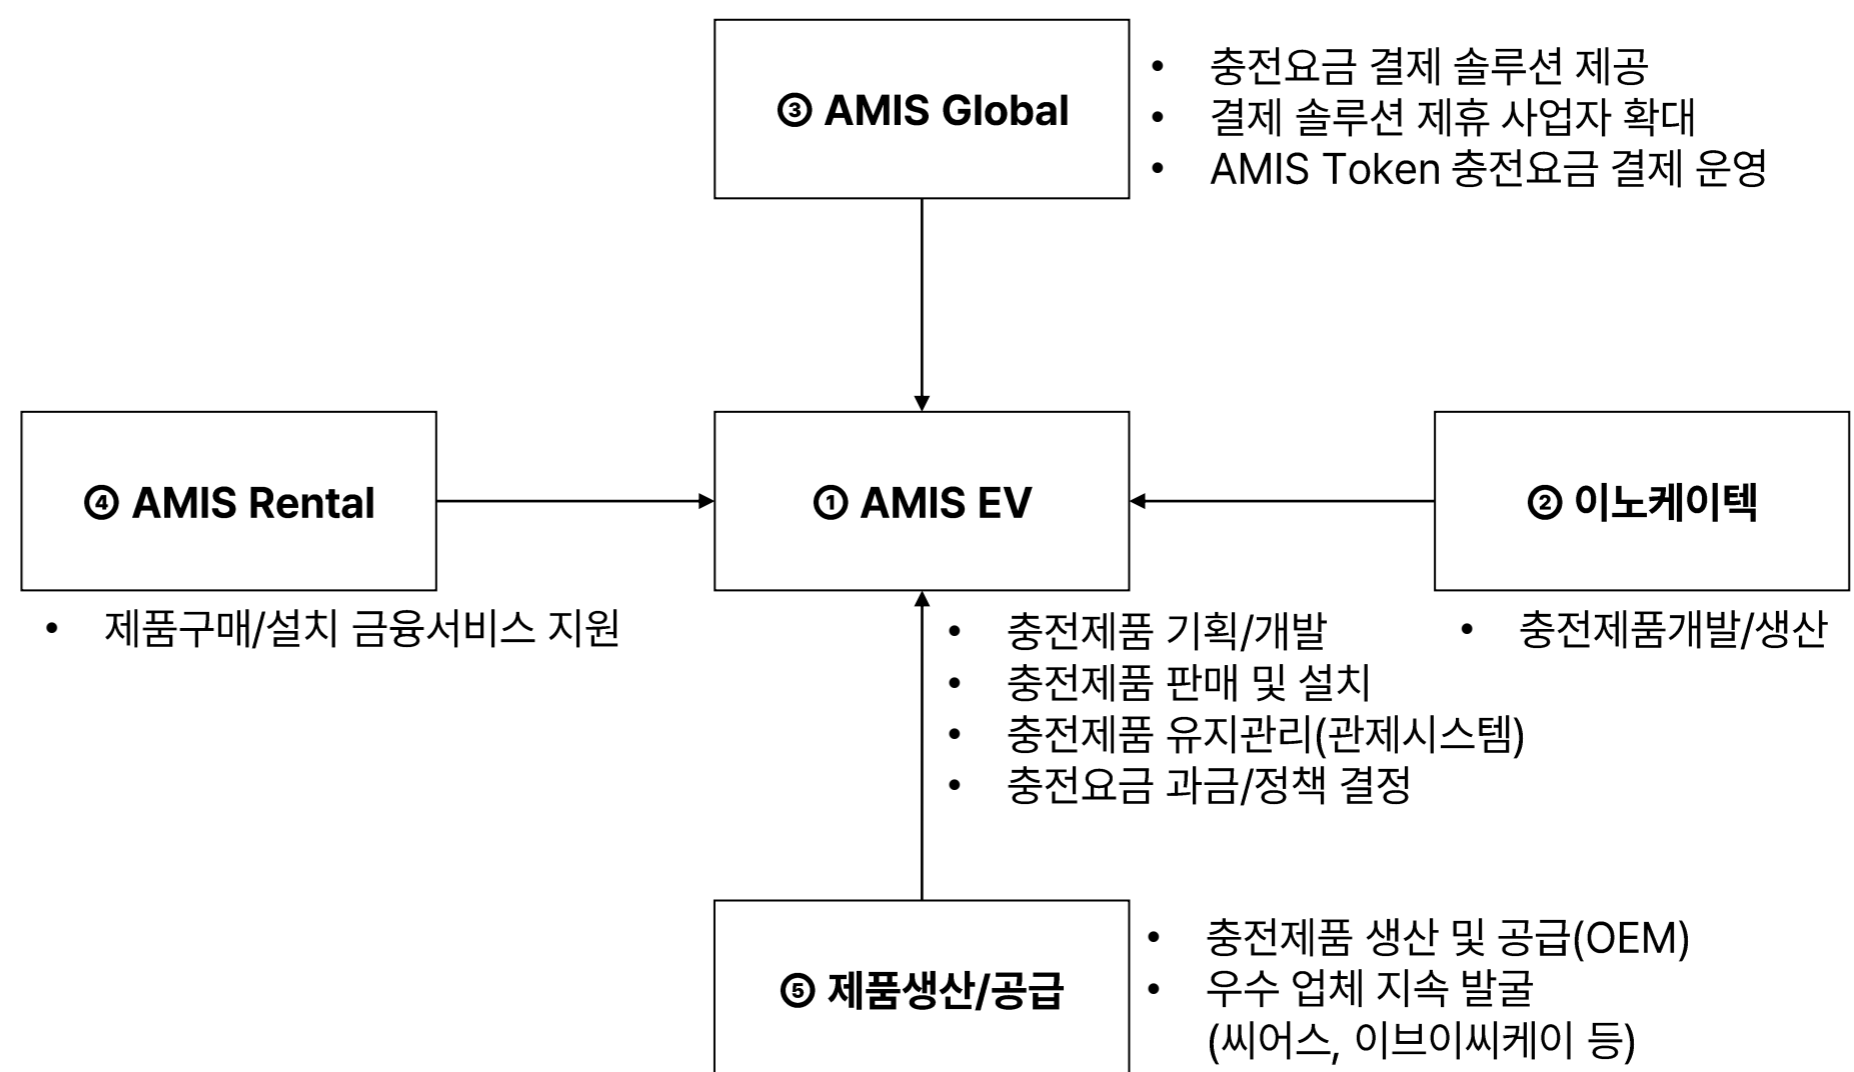 ③ AMIS Global
• 충전요금 결제 솔루션 제공
• 결제 솔루션 제휴 사업자 확대
• AMIS Token 충전요금 결제 운영
④ AMIS Rental
• 제품구매/설치 금융서비스 지원
① AMIS EV
• 충전제품 기획/개발
• 충전제품 판매 및 설치
• 충전제품 유지관리(관제시스템)
• 충전요금 과금/정책 결정
② 이노케이텍
• 충전제품개발/생산
⑤ 제품생산/공급
• 충전제품 생산 및 공급(OEM)
• 우수 업체 지속 발굴
(씨어스, 이브이씨케이 등)